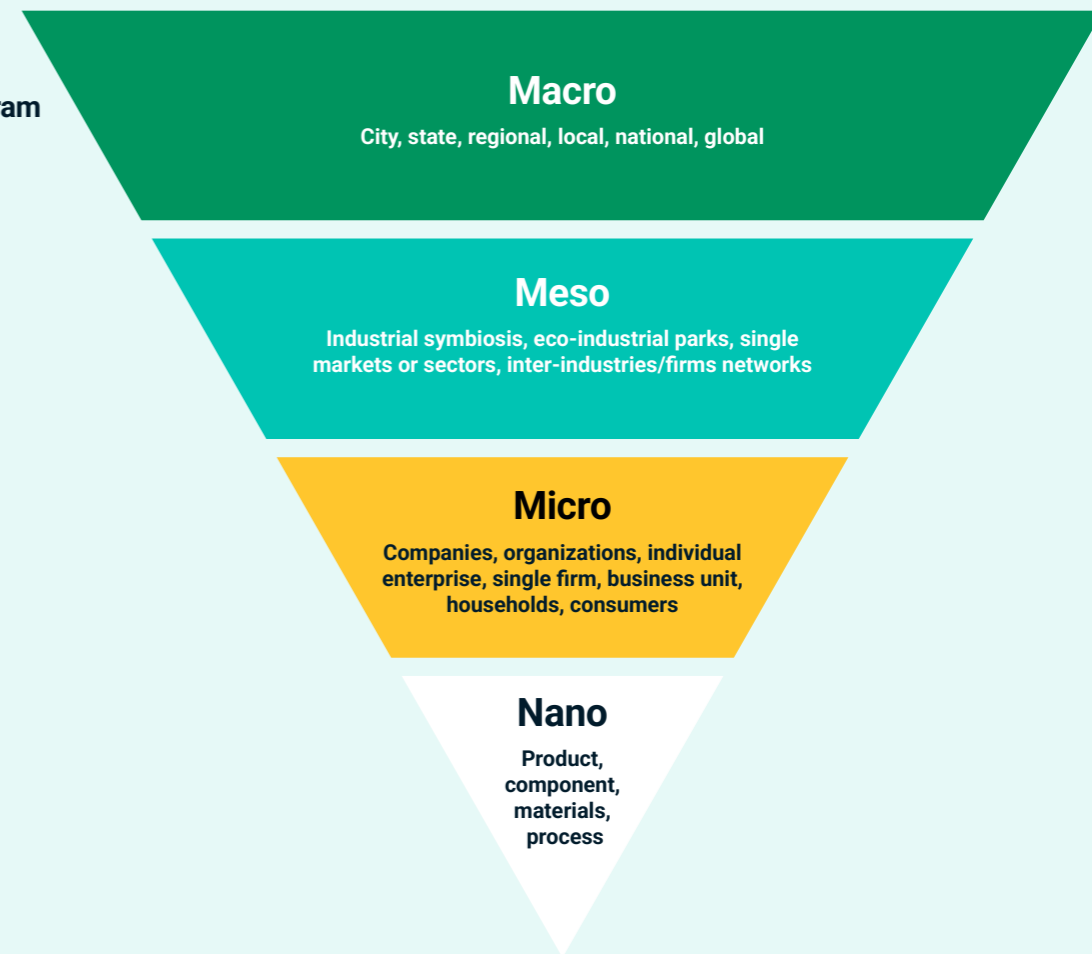 Macro
City, state, regional, local, national, global
Meso
Industrial symbiosis, eco-industrial parks, single
markets or sectors, inter-industries/firms networks
Micro
Companies, organizations, individual
enterprise, single firm, business unit,
households, consumers
Nano
Product,
component,
materials,
process